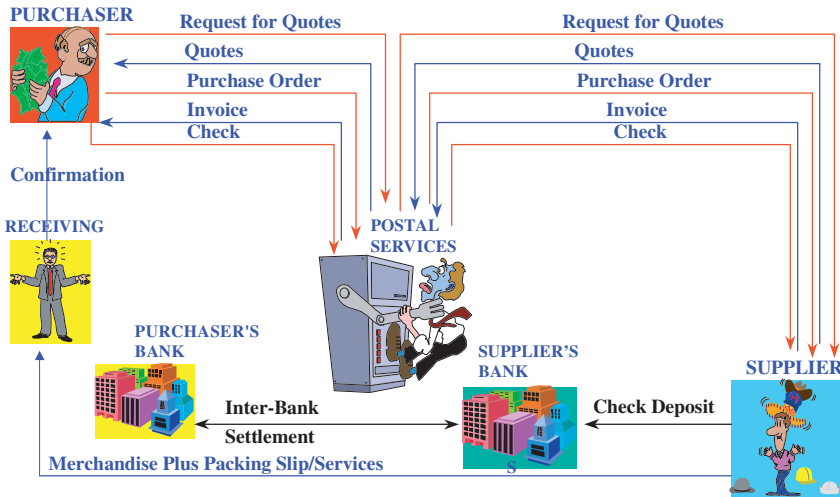 PURCHASER
Request for Quotes
Request for Quotes
Quotes
Quotes
Purchase Order
Purchase Order
Invoice
Invoice
Check
Check
Confirmation
RECEIVING
POSTAL
SERVICES
PURCHASER'S
BANK
SUPPLIER'S
BANK
SUPPLIER
Inter-Bank
Settlement
Check Deposit
Merchandise Plus Packing Slip/Services
S